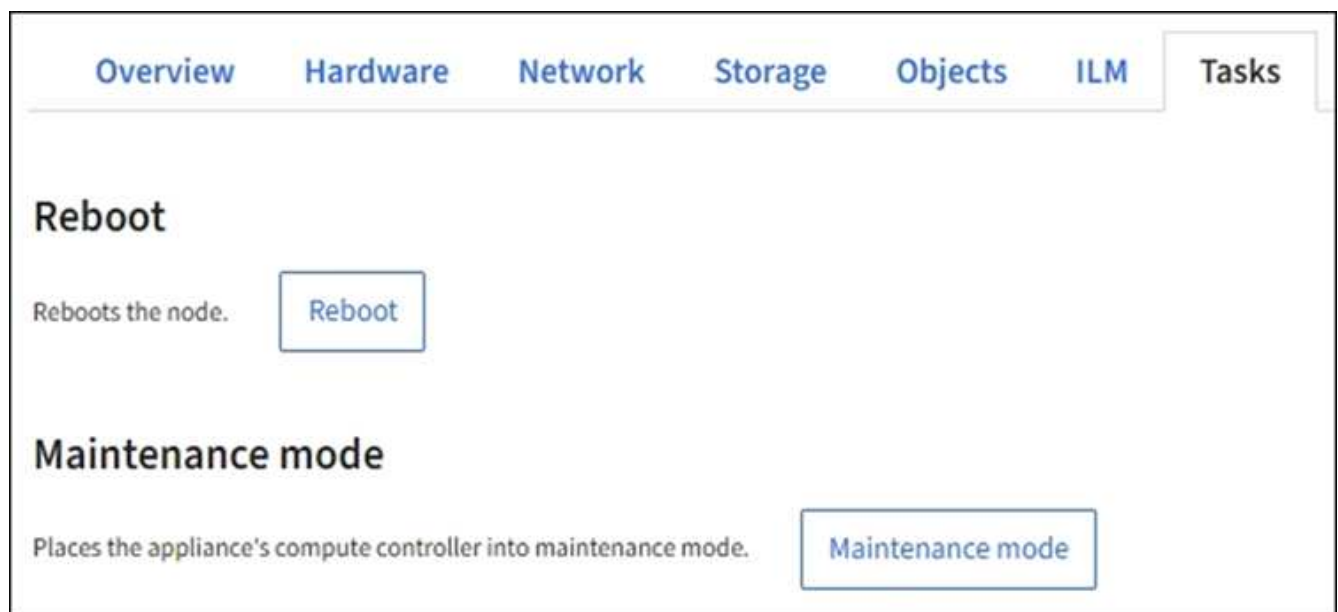 Overview Hardware Network Storage Objects ILM Tasks
Reboot
Reboots the node. Reboot
Maintenance mode
Places the appliance's compute controller into maintenance mode. Maintenance mode